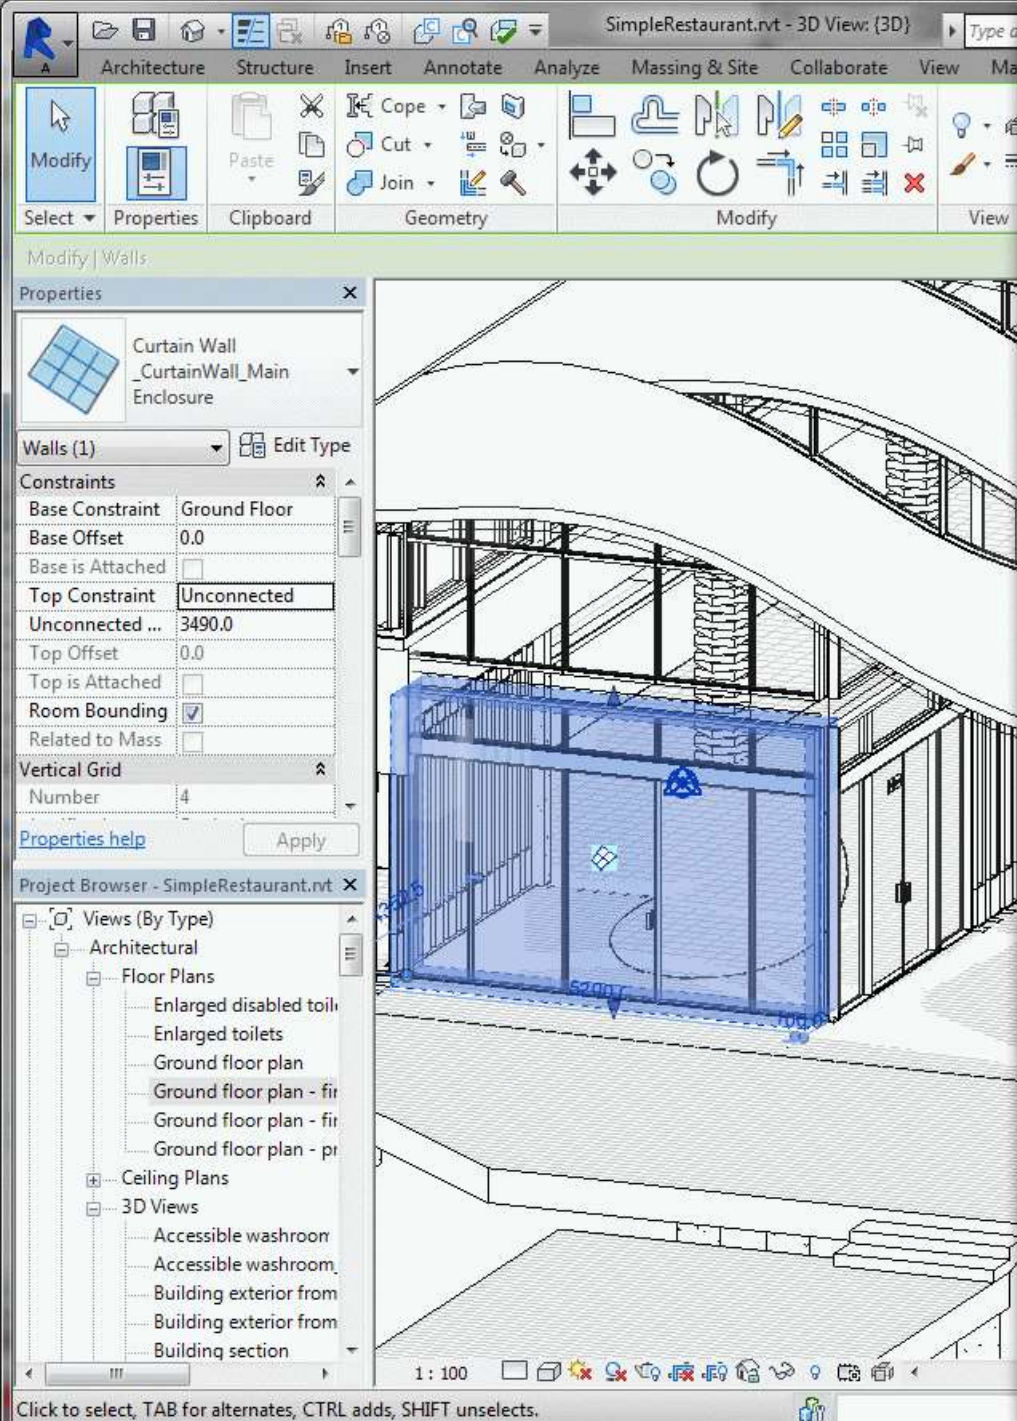 SimpleRestaurant.rvt - 3D View: {3D}
Type a
Architecture Structure Insert Annotate Analyze Massing & Site Collaborate View Ma
Modify
Paste
Cope
Cut
Join
Select Properties Clipboard Geometry Modify View
Modify | Walls
Properties
Curtain Wall
_CurtainWall_Main
Enclosure
Walls (1) Edit Type
Constraints
Base Constraint Ground Floor
Base Offset 0.0
Base is Attached
Top Constraint Unconnected
Unconnected ... 3490.0
Top Offset 0.0
Top is Attached
Room Bounding
Related to Mass
Vertical Grid
Number 4
Properties help Apply
Project Browser - SimpleRestaurant.rvt
Views (By Type)
Architectural
Floor Plans
Enlarged disabled toile
Enlarged toilets
Ground floor plan
Ground floor plan - fir
Ground floor plan - fir
Ground floor plan - pr
Ceiling Plans
3D Views
Accessible washroom
Accessible washroom_
Building exterior from
Building exterior from
Building section
1 : 100
Click to select, TAB for alternates, CTRL adds, SHIFT unselects.